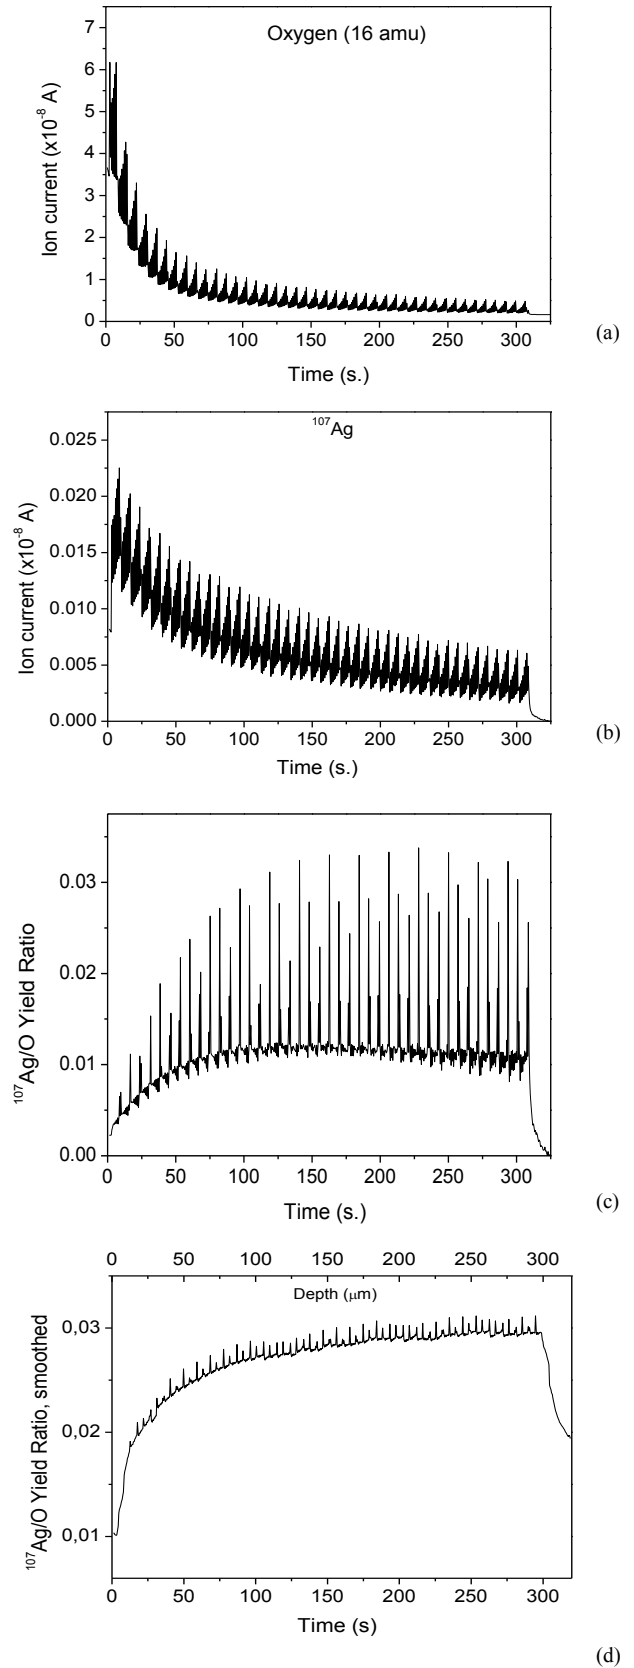 Oxygen (16 amu)
Ion current (x10⁻⁸ A)
7
6
5
4
3
2
1
0
0 50 100 150 200 250 300
Time (s.)
(a)
¹⁰⁷Ag
Ion current (x10⁻⁸ A)
0.025
0.020
0.015
0.010
0.005
0.000
0 50 100 150 200 250 300
Time (s.)
(b)
¹⁰⁷Ag/O Yield Ratio
0.03
0.02
0.01
0.00
0 50 100 150 200 250 300
Time (s.)
(c)
0 50 100 150 200 250 300
Depth (μm)
¹⁰⁷Ag/O Yield Ratio, smoothed
0,03
0,02
0,01
0 50 100 150 200 250 300
Time (s)
(d)